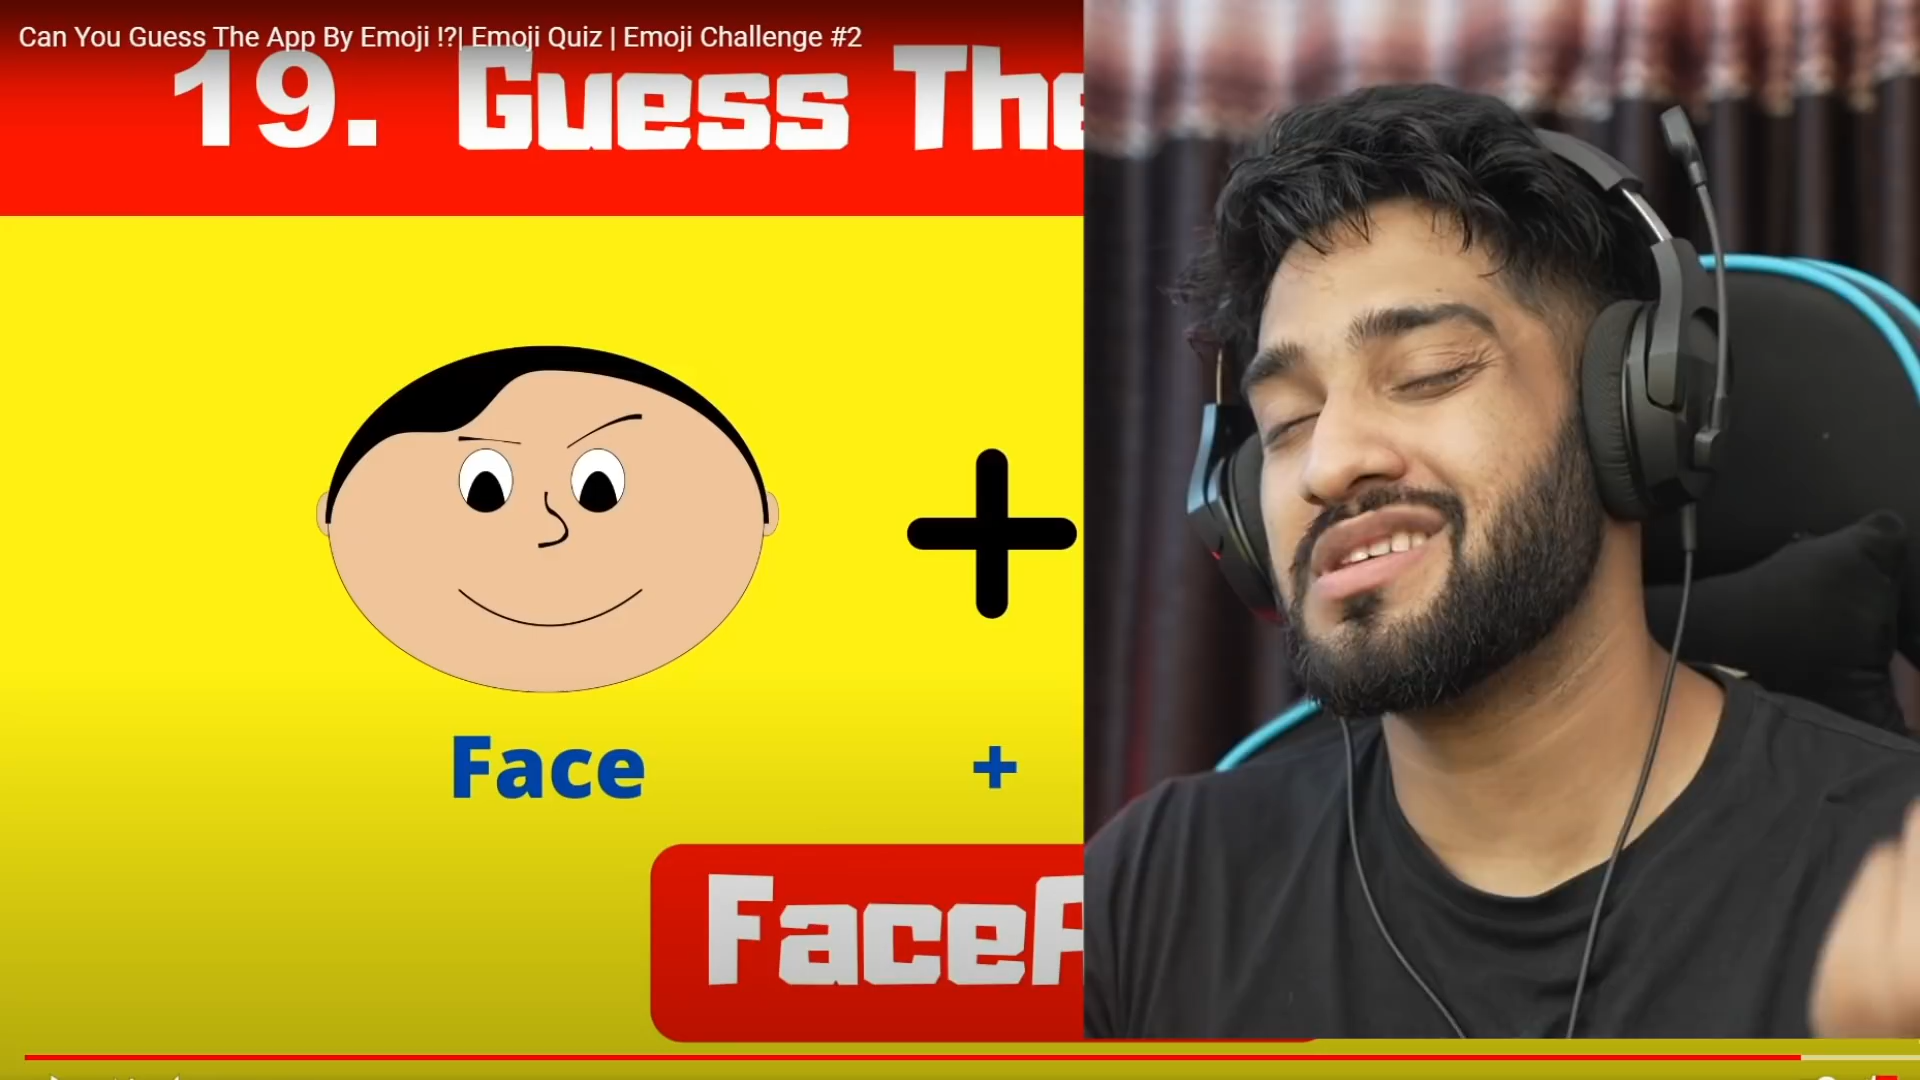 Can You Guess The App By Emoji !?| Emoji Quiz | Emoji Challenge #2
19. Guess The
Face +
Face